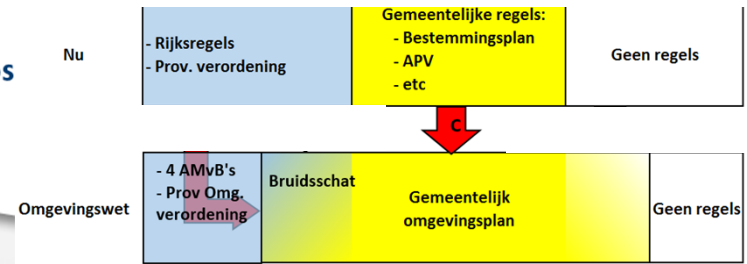 Nu
- Rijksregels
- Prov. verordening
Gemeentelijke regels:
- Bestemmingsplan
- APV
- etc
Geen regels
s
C
Omgevingswet
- 4 AMvB's
- Prov Omg.
verordening
Bruidsschat
Gemeentelijk
omgevingsplan
Geen regels